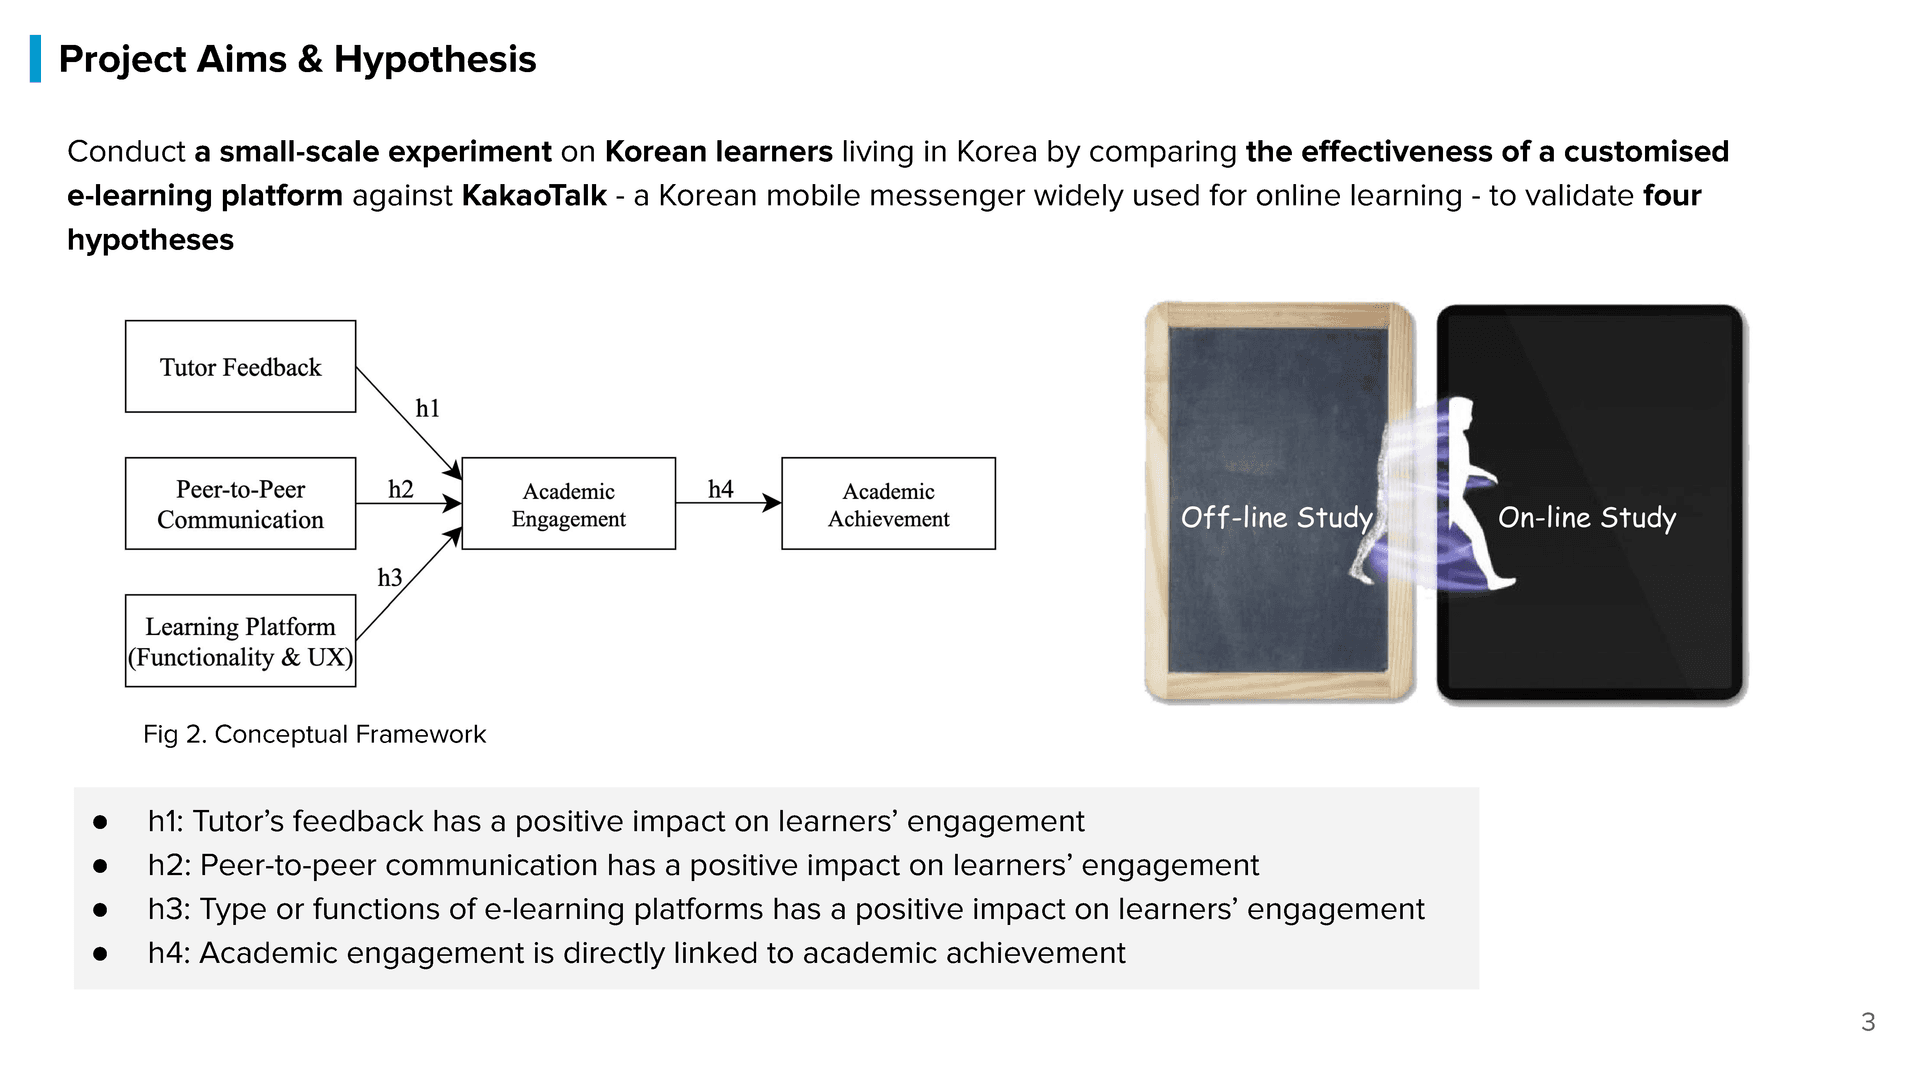 Project Aims & Hypothesis
Conduct a small-scale experiment on Korean learners living in Korea by comparing the effectiveness of a customised
e-learning platform against KakaoTalk - a Korean mobile messenger widely used for online learning - to validate four
hypotheses
Tutor Feedback
h1
Peer-to-Peer
Communication
h2
Academic
Engagement
h4
Academic
Achievement
h3
Learning Platform
(Functionality & UX)
Fig 2. Conceptual Framework
Off-line Study
On-line Study
● h1: Tutor’s feedback has a positive impact on learners’ engagement
● h2: Peer-to-peer communication has a positive impact on learners’ engagement
● h3: Type or functions of e-learning platforms has a positive impact on learners’ engagement
● h4: Academic engagement is directly linked to academic achievement
3